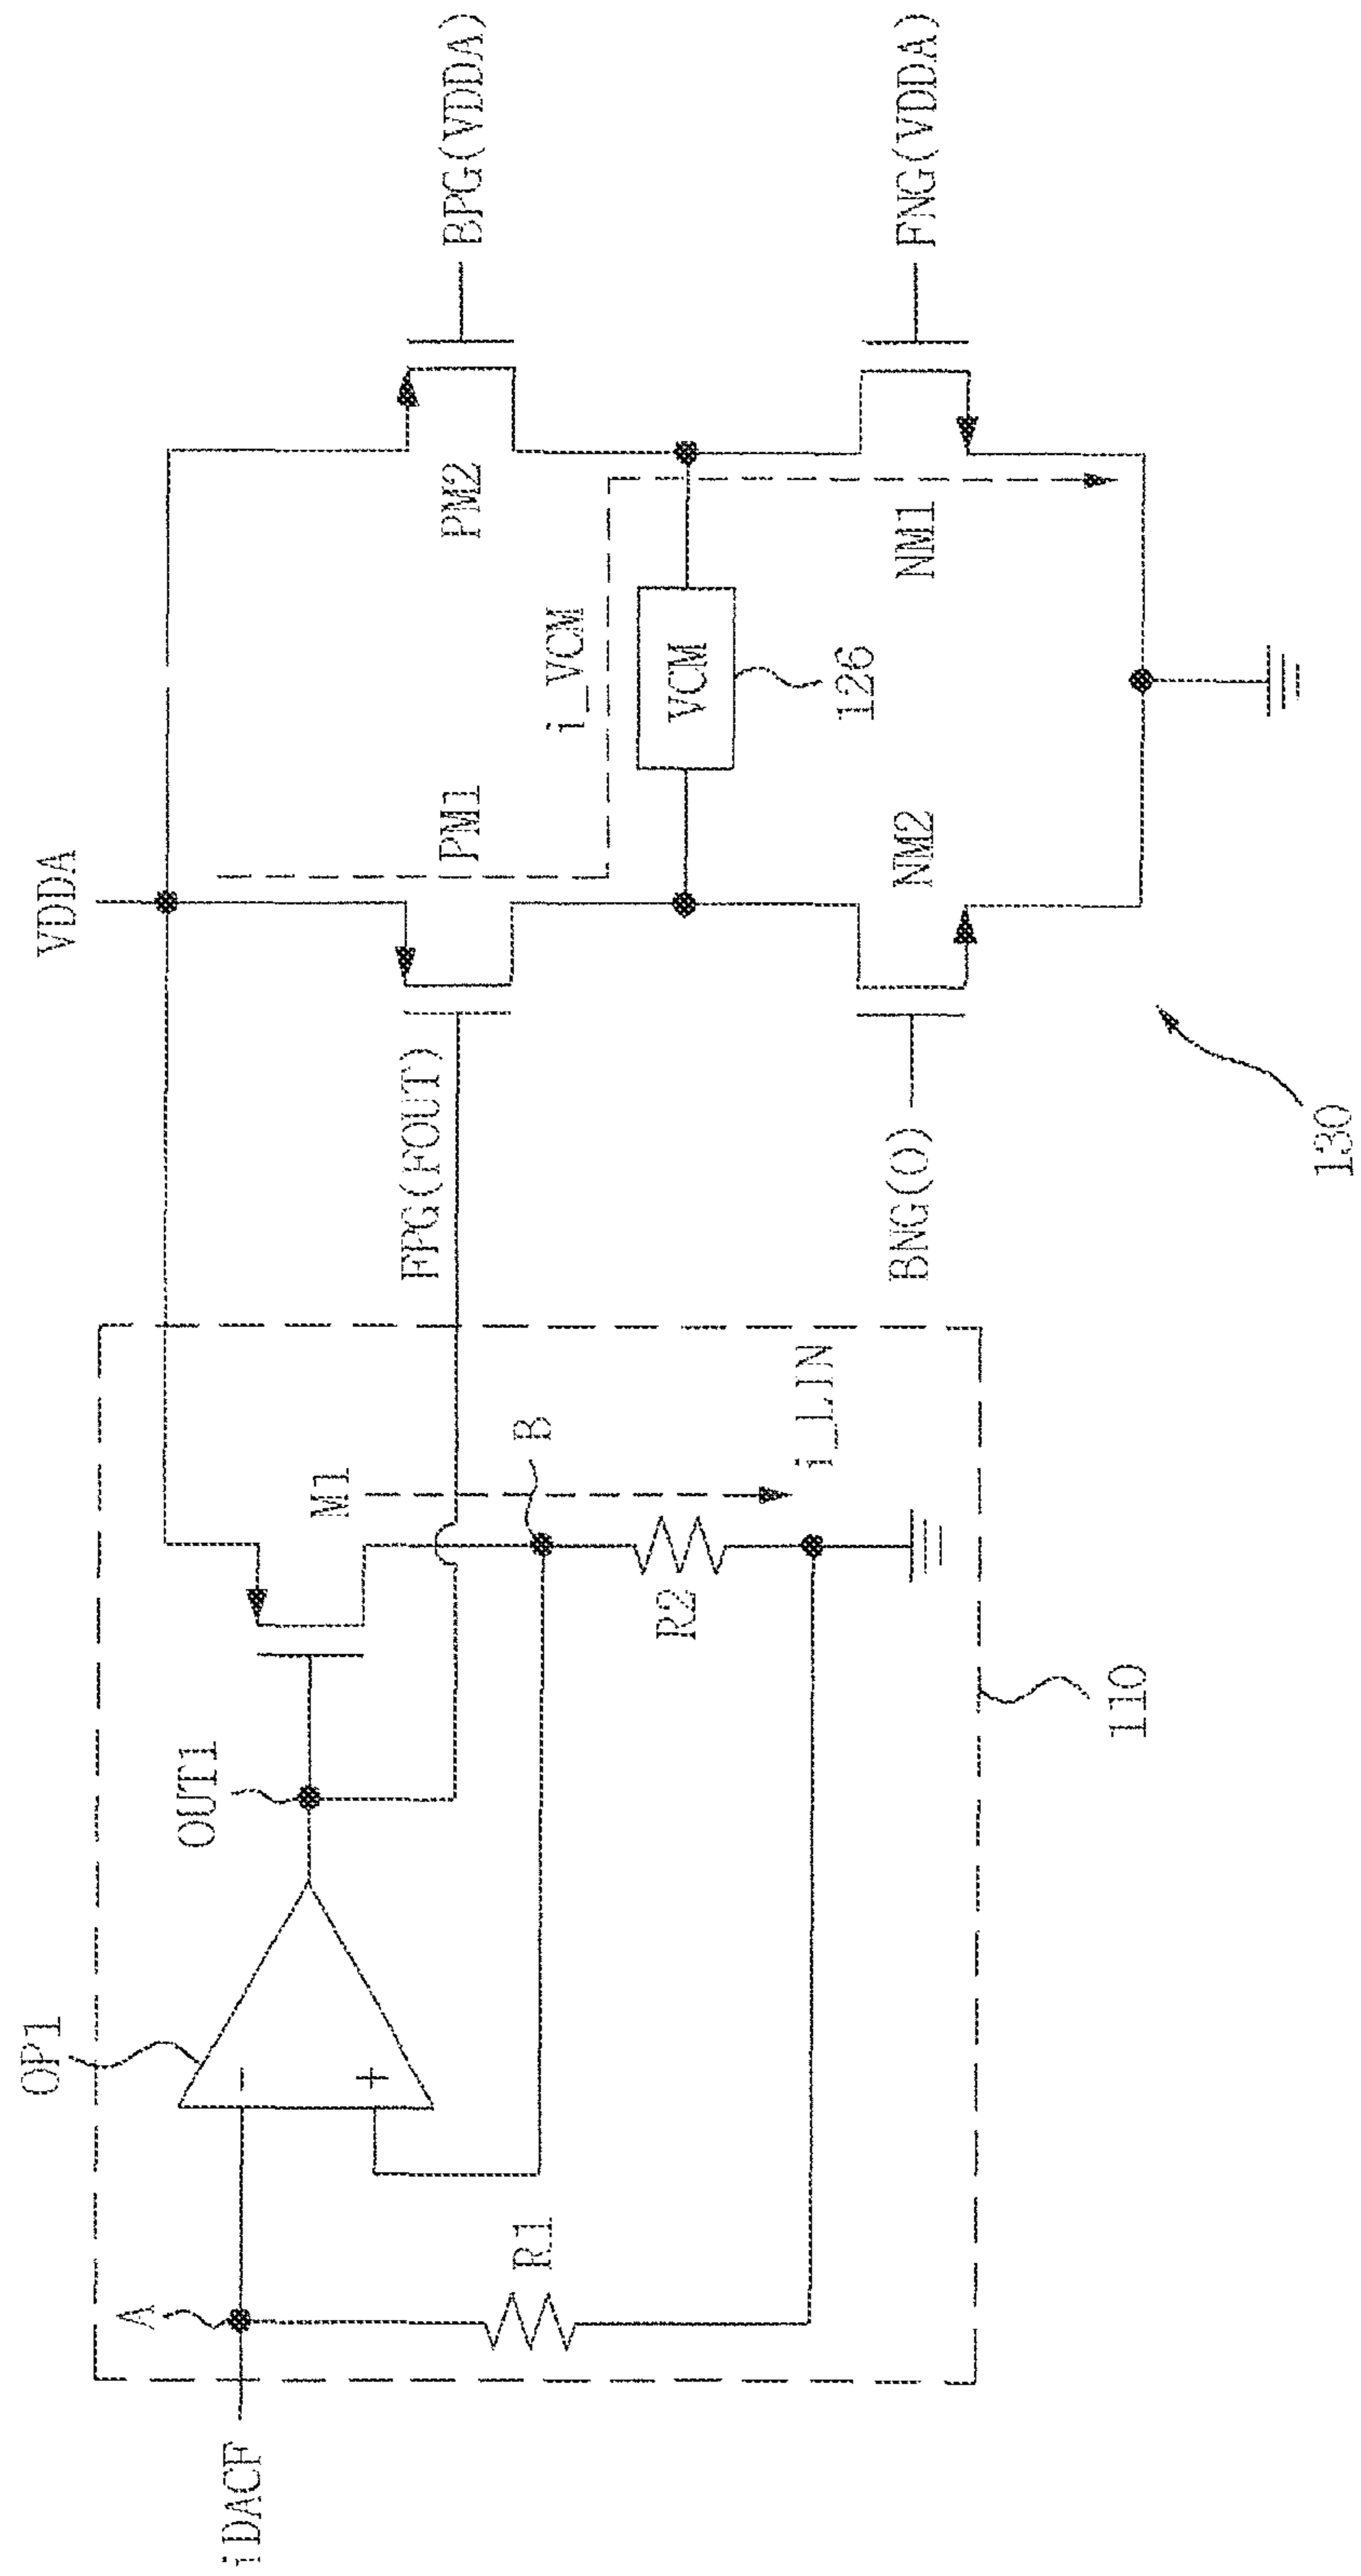 VDDA
OP1
OUT1
M1
FPG(FOUT)
PM1
PM2
BPG(VDDA)
iDACF
A
B
i_VCM
VCM
126
R1
R2
i_LIN
BNG(0)
NM2
NM1
FNG(VDDA)
110
130
-
+